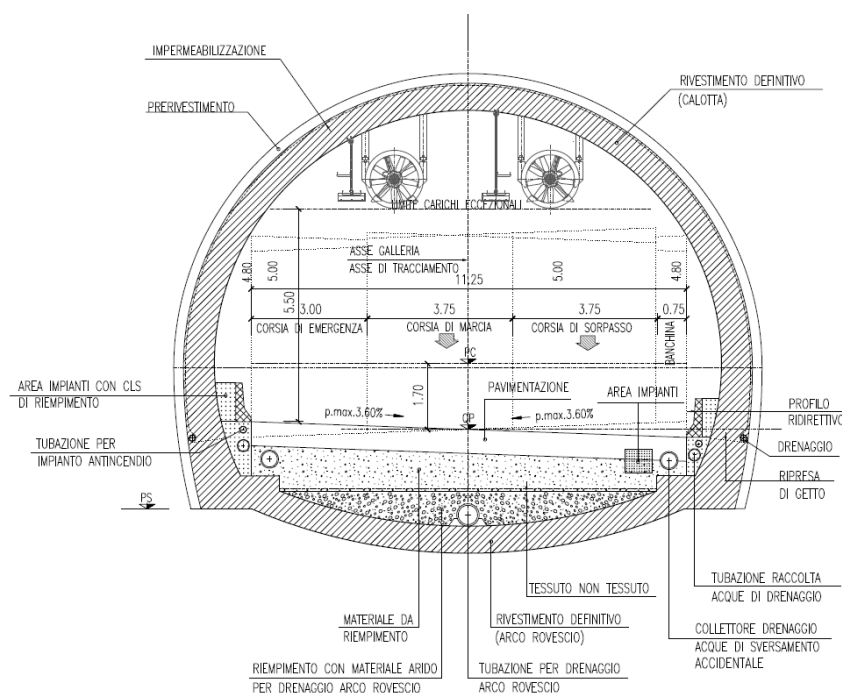 IMPERMEABILIZZAZIONE
PRERIVESTIMENTO
RIVESTIMENTO DEFINITIVO
(CALOTTA)
LIMITE CARICHI ECCEZIONALI
ASSE GALLERIA
ASSE DI TRACCIAMENTO
4.80
5.00
5.50
11.25
5.00
4.80
3.00
3.75
3.75
0.75
CORSIA DI EMERGENZA
CORSIA DI MARCIA
CORSIA DI SORPASSO
BANCHINA
PC
1.70
PAVIMENTAZIONE
AREA IMPIANTI
p.max.3.60%
QP
p.max.3.60%
AREA IMPIANTI CON CLS
DI RIEMPIMENTO
TUBAZIONE PER
IMPIANTO ANTINCENDIO
PROFILO
RIDIRETTIVO
DRENAGGIO
RIPRESA
DI GETTO
PS
TUBAZIONE RACCOLTA
ACQUE DI DRENAGGIO
TESSUTO NON TESSUTO
MATERIALE DA
RIEMPIMENTO
RIVESTIMENTO DEFINITIVO
(ARCO ROVESCIO)
COLLETTORE DRENAGGIO
ACQUE DI SVERSAMENTO
ACCIDENTALE
RIEMPIMENTO CON MATERIALE ARIDO
PER DRENAGGIO ARCO ROVESCIO
TUBAZIONE PER DRENAGGIO
ARCO ROVESCIO